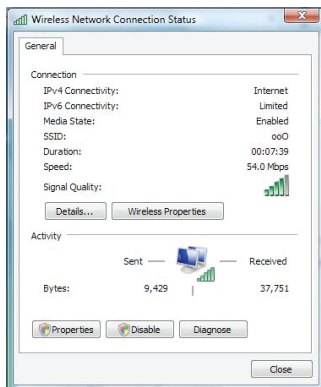 Wireless Network Connection Status
General
Connection
IPv4 Connectivity: Internet
IPv6 Connectivity: Limited
Media State: Enabled
SSID: ooO
Duration: 00:07:39
Speed: 54.0 Mbps
Signal Quality:
Details... Wireless Properties
Activity
Sent Received
Bytes: 9,429 37,751
Properties Disable Diagnose
Close